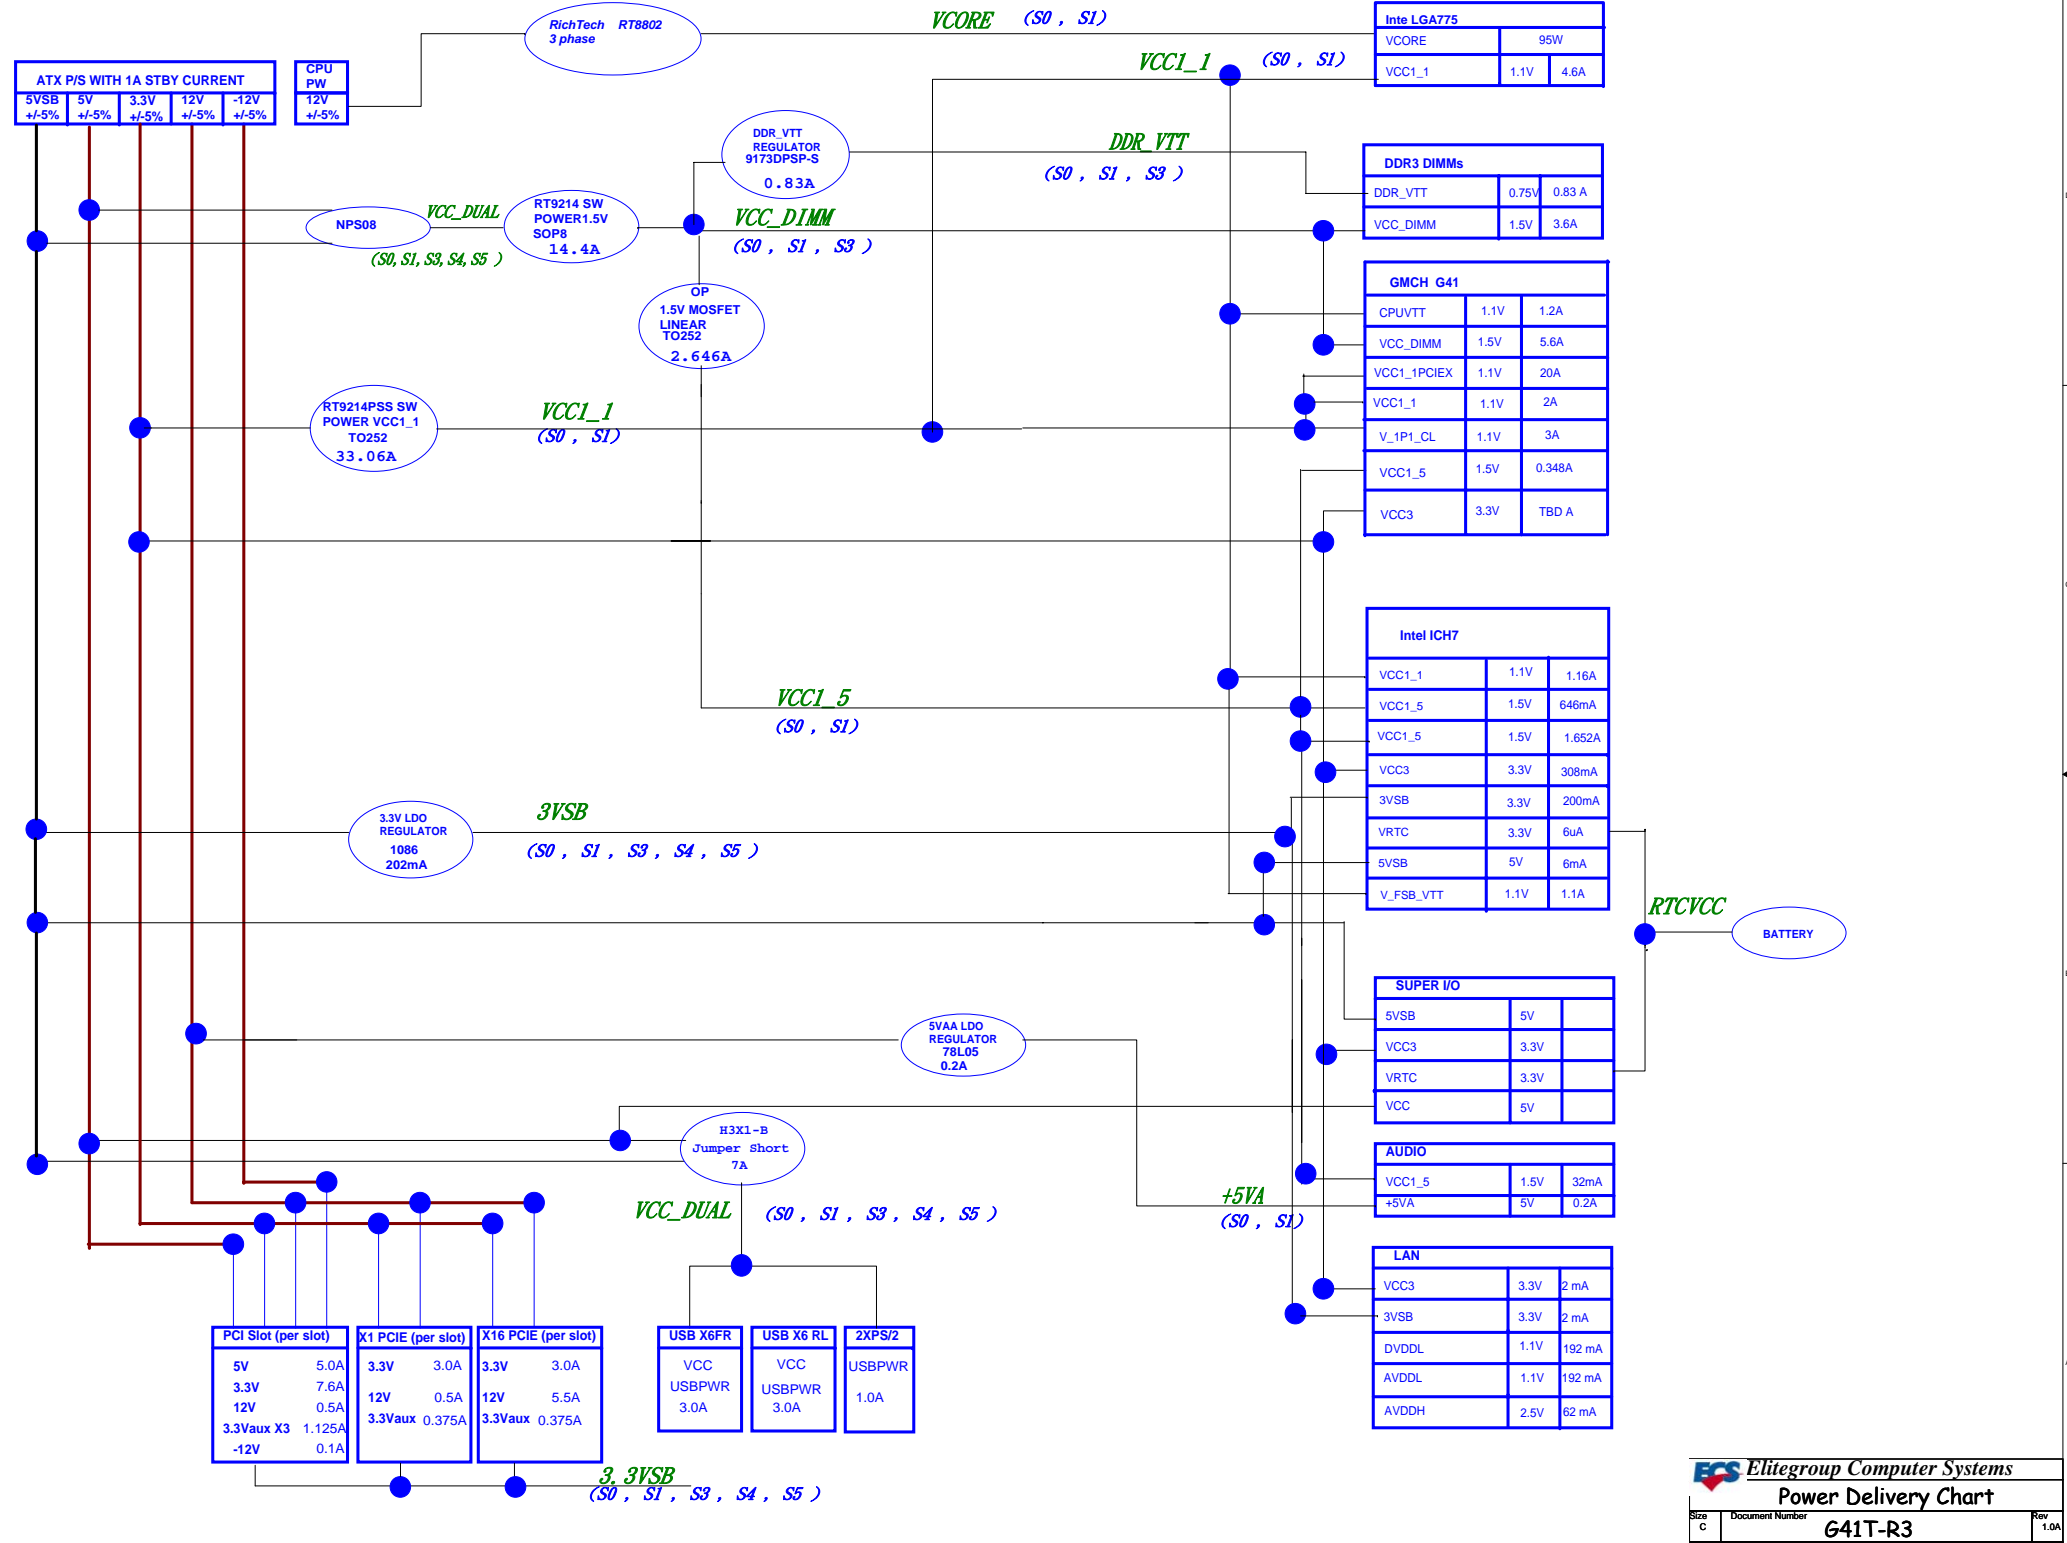 RichTech RT8802
3 phase
VCORE (S0 , S1)
Inte LGA775
VCORE 95W
VCC1_1 1.1V 4.6A
VCC1_1 (S0 , S1)
ATX P/S WITH 1A STBY CURRENT
5VSB 5V 3.3V 12V -12V
+/-5% +/-5% +/-5% +/-5% +/-5%
CPU
PW
12V
+/-5%
DDR_VTT
REGULATOR
9173DPSP-S
0.83A
DDR_VTT
(S0 , S1 , S3 )
DDR3 DIMMs
DDR_VTT 0.75V 0.83 A
VCC_DIMM 1.5V 3.6A
NPS08
VCC_DUAL
(S0, S1, S3, S4, S5 )
RT9214 SW
POWER1.5V
SOP8
14.4A
VCC_DIMM
(S0 , S1 , S3 )
OP
1.5V MOSFET
LINEAR
TO252
2.646A
GMCH G41
CPUVTT 1.1V 1.2A
VCC_DIMM 1.5V 5.6A
VCC1_1PCIEX 1.1V 20A
VCC1_1 1.1V 2A
V_1P1_CL 1.1V 3A
VCC1_5 1.5V 0.348A
VCC3 3.3V TBD A
RT9214PSS SW
POWER VCC1_1
TO252
33.06A
VCC1_1
(S0 , S1)
Intel ICH7
VCC1_1 1.1V 1.16A
VCC1_5 1.5V 646mA
VCC1_5 1.5V 1.652A
VCC3 3.3V 308mA
3VSB 3.3V 200mA
VRTC 3.3V 6uA
5VSB 5V 6mA
V_FSB_VTT 1.1V 1.1A
VCC1_5
(S0 , S1)
3.3V LDO
REGULATOR
1086
202mA
3VSB
(S0 , S1 , S3 , S4 , S5 )
RTCVCC
BATTERY
SUPER I/O
5VSB 5V
VCC3 3.3V
VRTC 3.3V
VCC 5V
5VAA LDO
REGULATOR
78L05
0.2A
H3X1-B
Jumper Short
7A
AUDIO
VCC1_5 1.5V 32mA
+5VA 5V 0.2A
VCC_DUAL (S0 , S1 , S3 , S4 , S5 )
+5VA
(S0 , S1)
LAN
VCC3 3.3V 2 mA
3VSB 3.3V 2 mA
DVDDL 1.1V 192 mA
AVDDL 1.1V 192 mA
AVDDH 2.5V 62 mA
PCI Slot (per slot)
5V 5.0A
3.3V 7.6A
12V 0.5A
3.3Vaux X3 1.125A
-12V 0.1A
X1 PCIE (per slot)
3.3V 3.0A
12V 0.5A
3.3Vaux 0.375A
X16 PCIE (per slot)
3.3V 3.0A
12V 5.5A
3.3Vaux 0.375A
USB X6FR
VCC
USBPWR
3.0A
USB X6 RL
VCC
USBPWR
3.0A
2XPS/2
USBPWR
1.0A
3.3VSB
(S0 , S1 , S3 , S4 , S5 )
ECS Elitegroup Computer Systems
Power Delivery Chart
Size Document Number Rev
C G41T-R3 1.0A